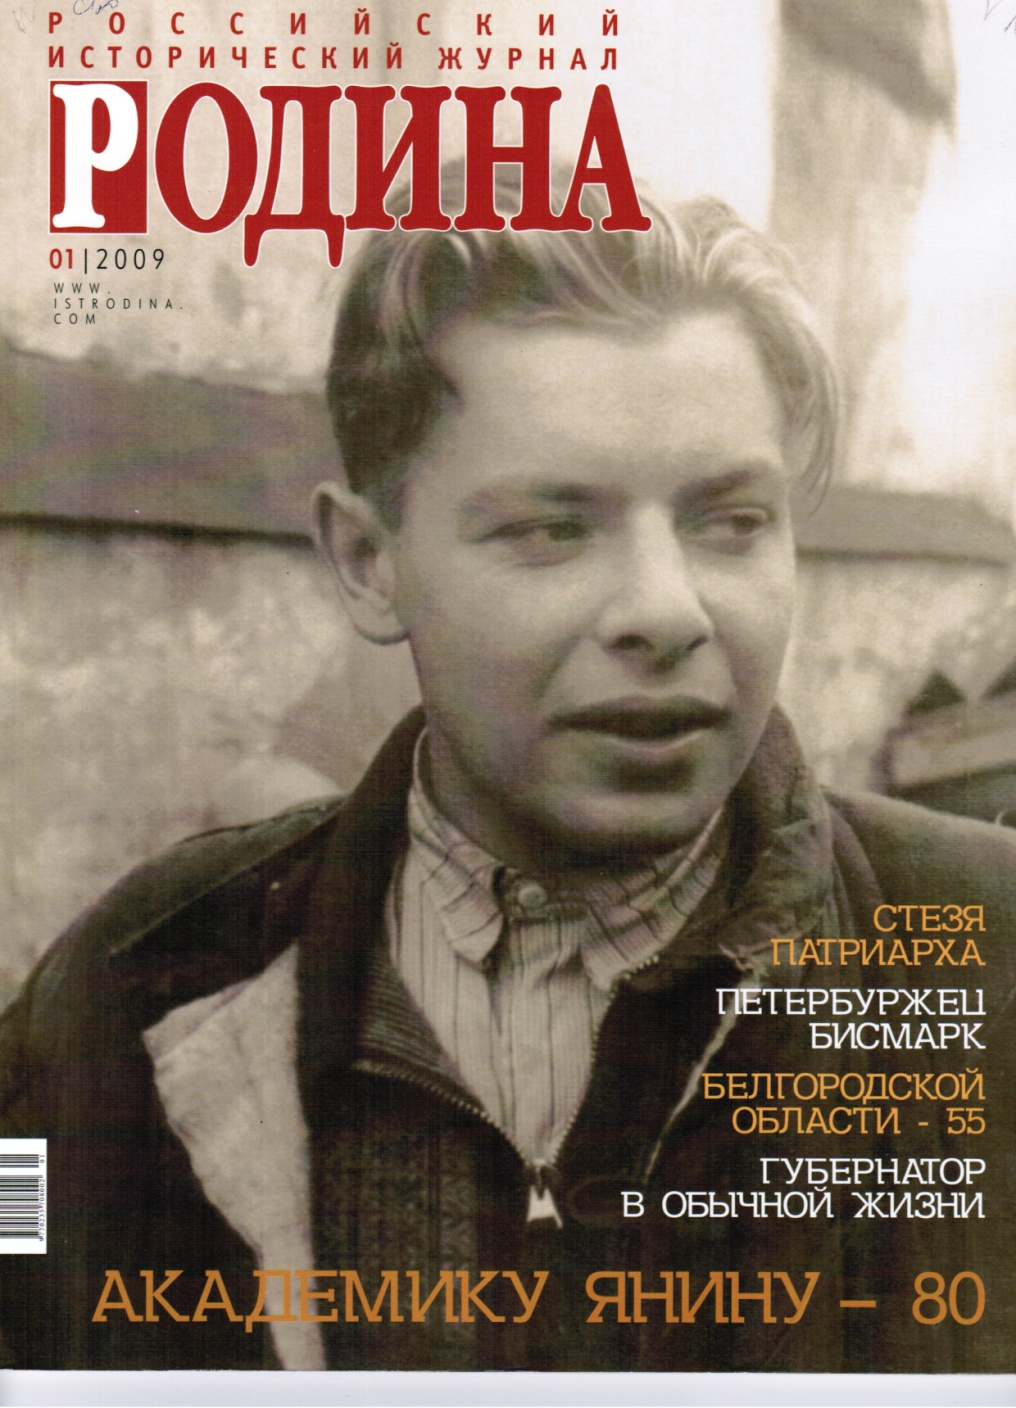 РОССИЙСКИЙ
ИСТОРИЧЕСКИЙ ЖУРНАЛ
РОДИНА
01|2009
WWW.
ISTRODINA.
COM
СТЕЗЯ
ПАТРИАРХА
ПЕТЕРБУРЖЕЦ
БИСМАРК
БЕЛГОРОДСКОЙ
ОБЛАСТИ - 55
ГУБЕРНАТОР
В ОБЫЧНОЙ ЖИЗНИ
АКАДЕМИКУ ЯНИНУ – 80